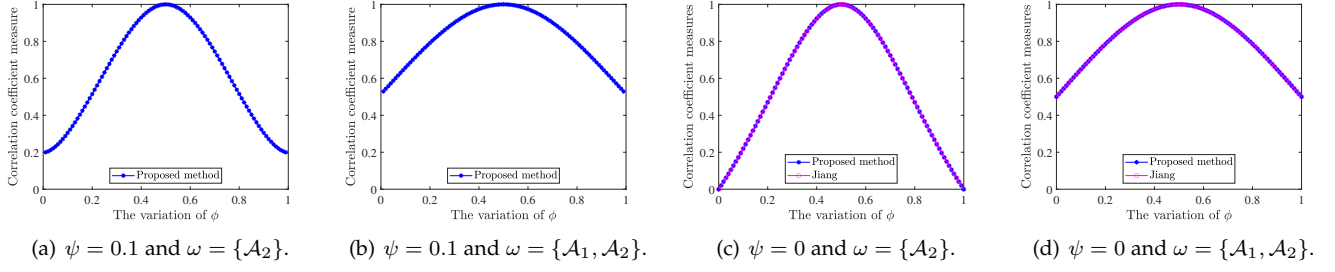 Correlation coefficient measure
1
0.8
0.6
0.4
0.2
0
0 0.2 0.4 0.6 0.8 1
Proposed method
The variation of ϕ
(a) ψ = 0.1 and ω = {𝒜₂}.
Correlation coefficient measure
1
0.8
0.6
0.4
0.2
0
0 0.2 0.4 0.6 0.8 1
Proposed method
The variation of ϕ
(b) ψ = 0.1 and ω = {𝒜₁, 𝒜₂}.
Correlation coefficient measures
1
0.8
0.6
0.4
0.2
0
0 0.2 0.4 0.6 0.8 1
Proposed method
Jiang
The variation of ϕ
(c) ψ = 0 and ω = {𝒜₂}.
Correlation coefficient measures
1
0.8
0.6
0.4
0.2
0
0 0.2 0.4 0.6 0.8 1
Proposed method
Jiang
The variation of ϕ
(d) ψ = 0 and ω = {𝒜₁, 𝒜₂}.